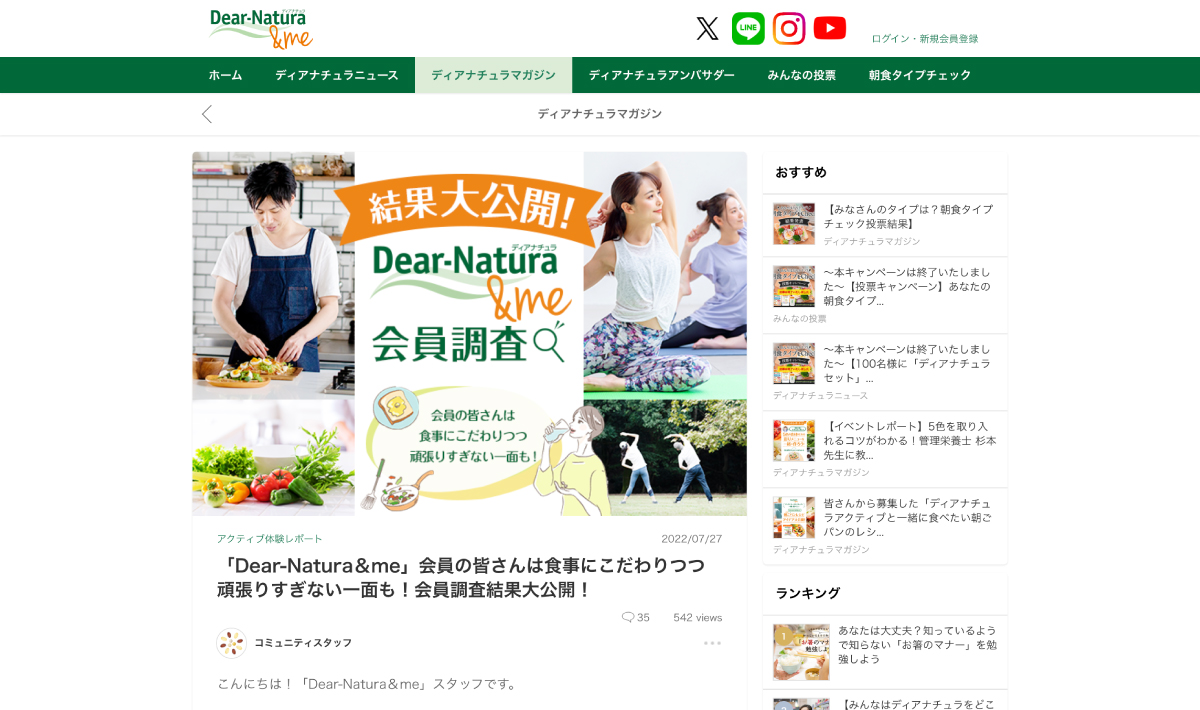 Dear-Natura
ディアナチュラ
&me
LINE
ログイン・新規会員登録
ホーム
ディアナチュラニュース
ディアナチュラマガジン
ディアナチュラアンバサダー
みんなの投票
朝食タイプチェック
ディアナチュラマガジン
結果大公開!
ディアナチュラ
Dear-Natura
&me
会員調査
会員の皆さんは
食事にこだわりつつ
頑張りすぎない一面も!
アクティブ体験レポート
2022/07/27
「Dear-Natura＆me」会員の皆さんは食事にこだわりつつ
頑張りすぎない一面も！会員調査結果大公開！
35
542 views
コミュニティスタッフ
こんにちは！「Dear-Natura＆me」スタッフです。
おすすめ
【みなさんのタイプは？朝食タイプ
チェック投票結果】
ディアナチュラマガジン
〜本キャンペーンは終了いたしまし
た〜【投票キャンペーン】あなたの
朝食タイプ...
みんなの投票
〜本キャンペーンは終了いたしまし
た〜【100名様に「ディアナチュラ
セット」...
ディアナチュラニュース
【イベントレポート】5色を取り入
れるコツがわかる！管理栄養士 杉本
先生に教...
ディアナチュラマガジン
皆さんから募集した「ディアナチュ
ラアクティブと一緒に食べたい朝ご
パンのレシ...
ディアナチュラマガジン
ランキング
1
あなたは大丈夫？知っているよう
で知らない「お箸のマナー」を勉
強しよう
【みんなはディアナチュラをどこ